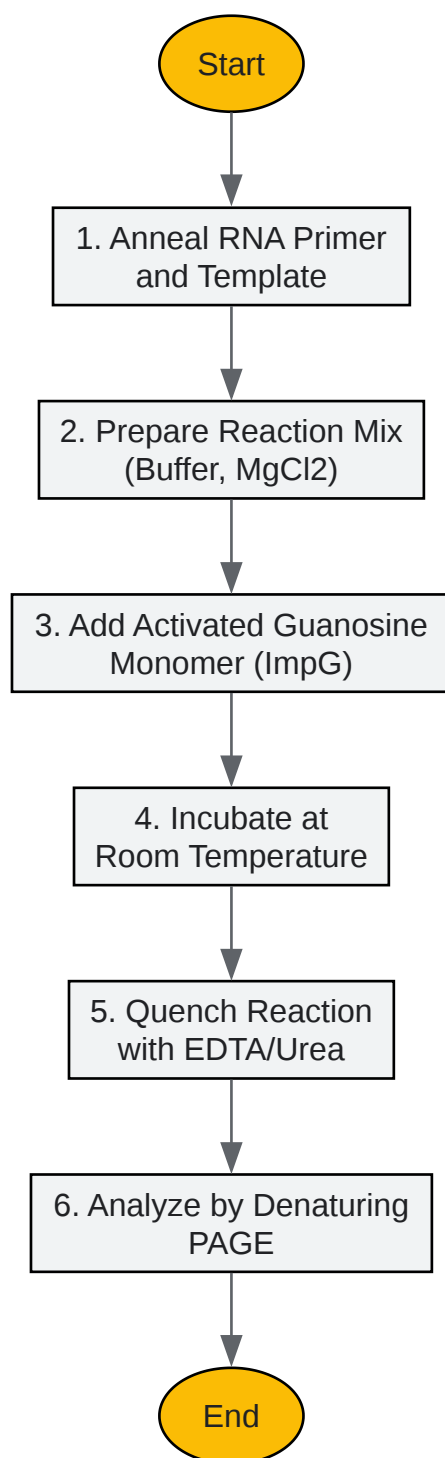 Start
1. Anneal RNA Primer
and Template
2. Prepare Reaction Mix
(Buffer, MgCl2)
3. Add Activated Guanosine
Monomer (ImpG)
4. Incubate at
Room Temperature
5. Quench Reaction
with EDTA/Urea
6. Analyze by Denaturing
PAGE
End